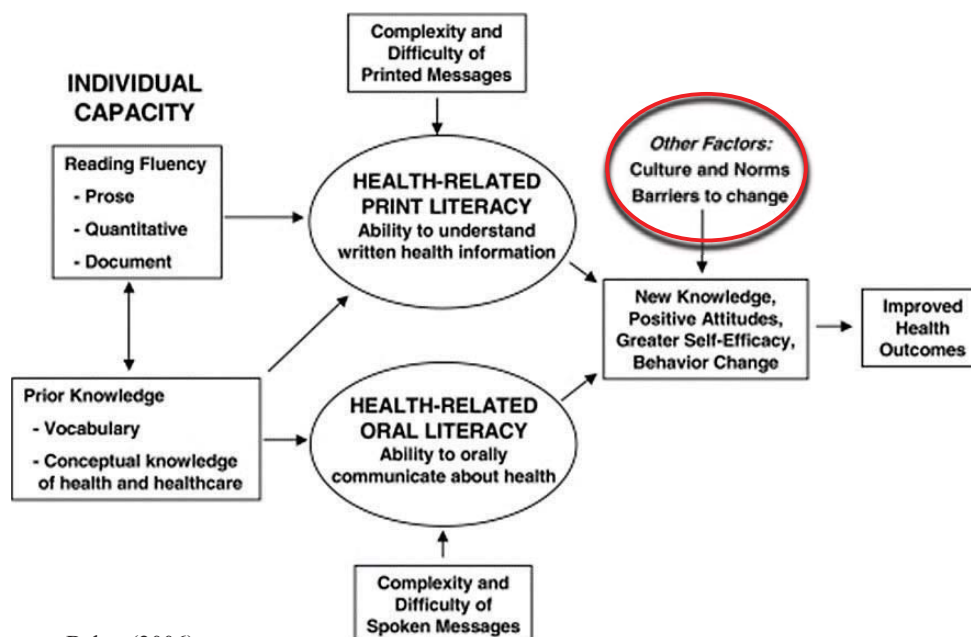 Complexity and
Difficulty of
Printed Messages
INDIVIDUAL
CAPACITY
Reading Fluency
- Prose
- Quantitative
- Document
HEALTH-RELATED
PRINT LITERACY
Ability to understand
written health information
Other Factors:
Culture and Norms
Barriers to change
New Knowledge,
Positive Attitudes,
Greater Self-Efficacy,
Behavior Change
Improved
Health
Outcomes
Prior Knowledge
- Vocabulary
- Conceptual knowledge
of health and healthcare
HEALTH-RELATED
ORAL LITERACY
Ability to orally
communicate about health
Complexity and
Difficulty of
Spoken Messages
(2006)